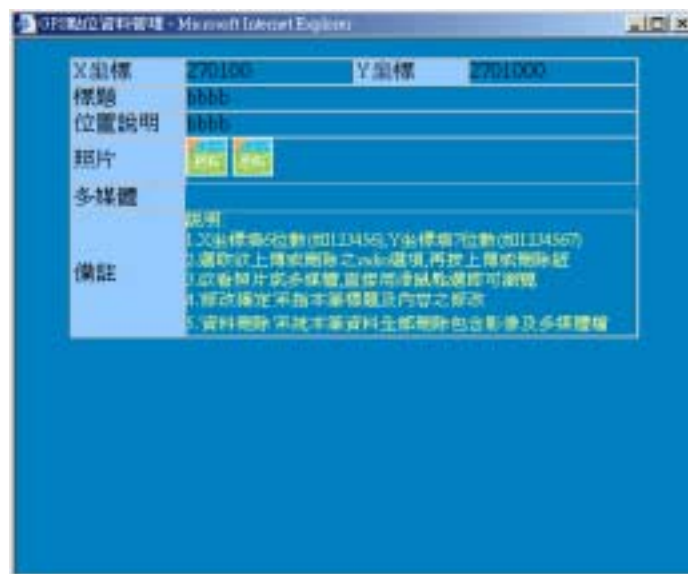 GPS點位資料管理 - Microsoft Internet Explorer
X坐標 270100 Y坐標 2701000
標題 bbbb
位置說明 bbbb
照片
多媒體
備註
說明
1.X坐標需6位數(如123456),Y坐標需7位數(如1234567)
2.選取欲上傳或刪除之radio選項,再按上傳或刪除鈕
3.欲看照片或多媒體,直接用滑鼠點選即可瀏覽
4.修改確定:係指本筆標題及內容之修改
5.資料刪除:係將本筆資料全部刪除包含影像及多媒體檔